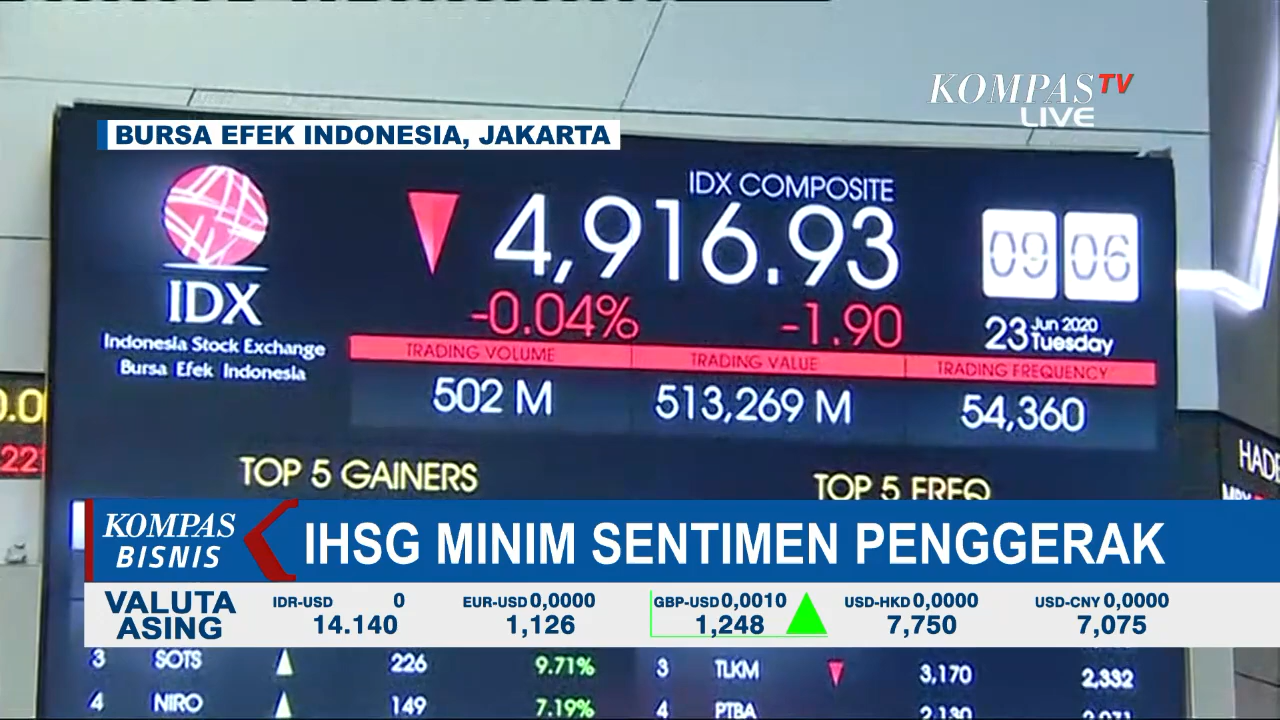 KOMPAS TV
LIVE
BURSA EFEK INDONESIA, JAKARTA
IDX
Indonesia Stock Exchange
Bursa Efek Indonesia
IDX COMPOSITE
4,916.93
-0.04% -1.90
09 06
23 Jun 2020
Tuesday
TRADING VOLUME TRADING VALUE TRADING FREQUENCY
502 M 513,269 M 54,360
TOP 5 GAINERS
TOP 5 FREQ
KOMPAS
BISNIS
IHSG MINIM SENTIMEN PENGGERAK
VALUTA
ASING
IDR-USD 0
14.140
EUR-USD 0,0000
1,126
GBP-USD 0,0010
1,248
USD-HKD 0,0000
7,750
USD-CNY 0,0000
7,075
3 SOTS 226 9.71%
4 NIRO 149 7.19%
3 TLKM 3,170 2,332
4 PTBA 2,130